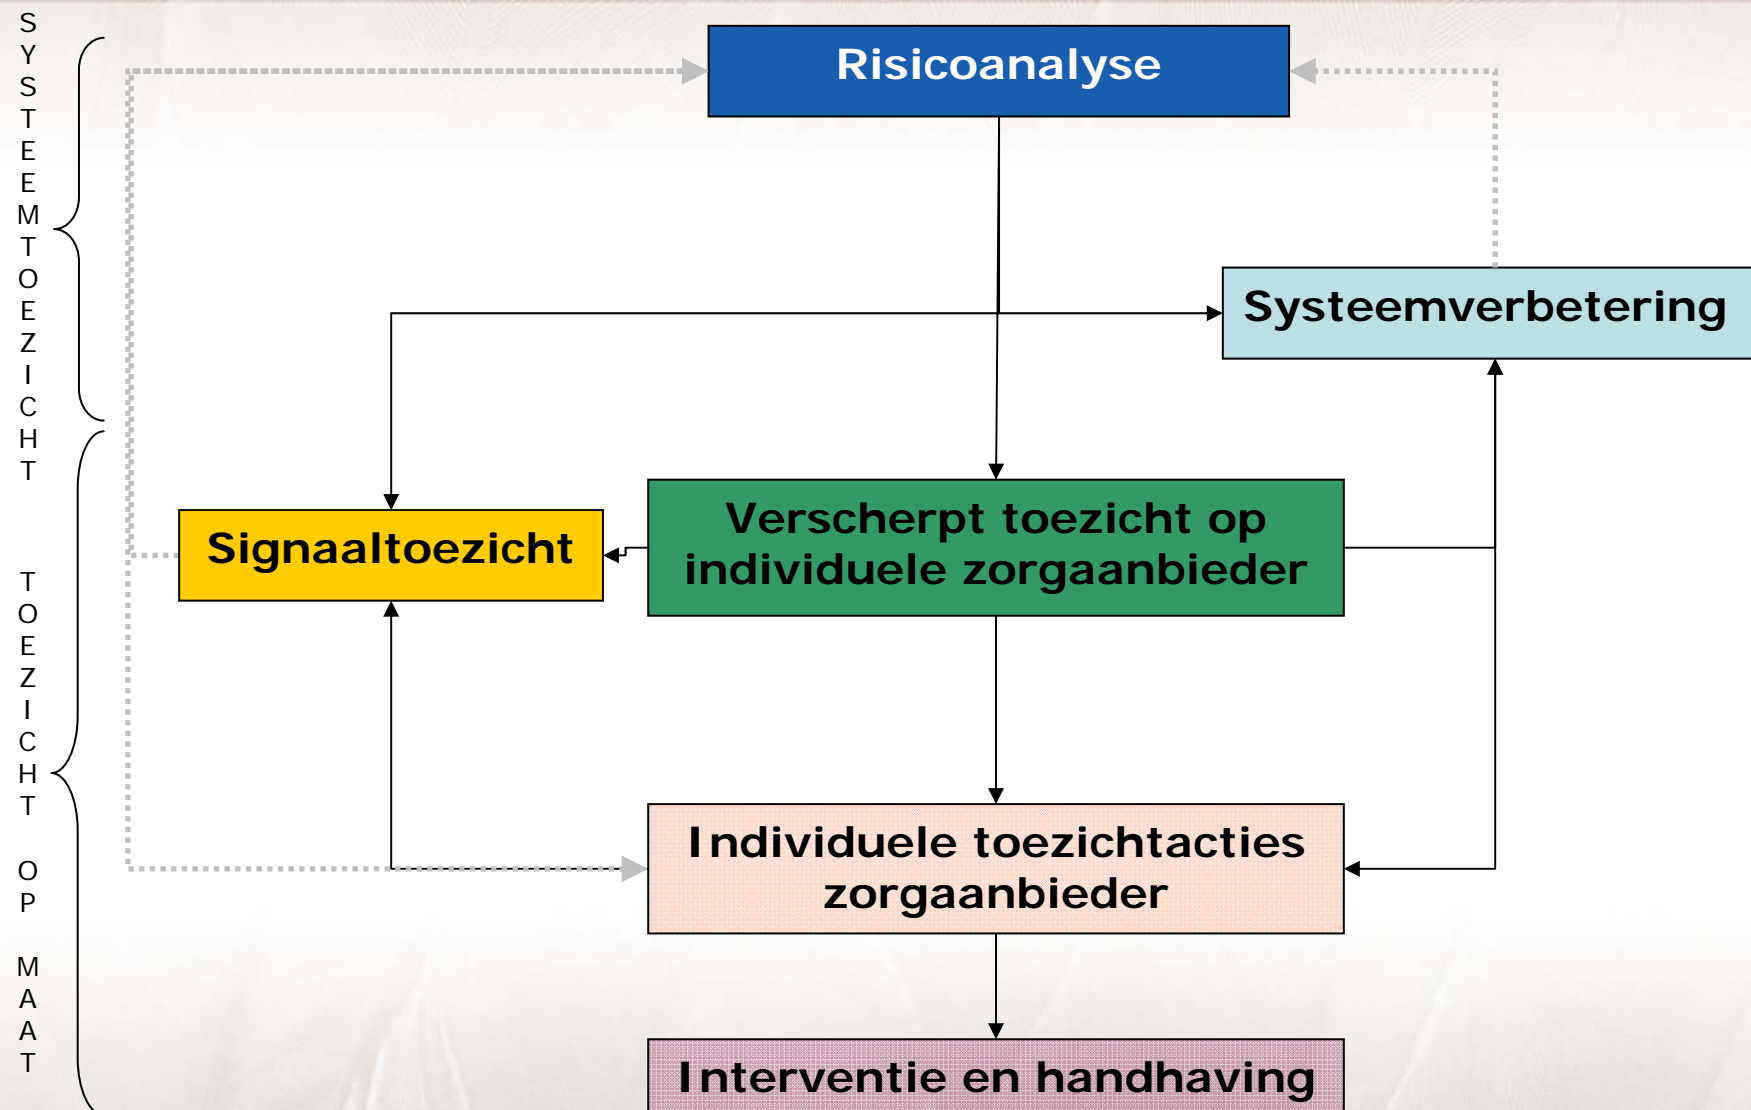 SYSTEEMTOEZICHT
TOEZICHT OP MAAT
Risicoanalyse
Systeemverbetering
Signaaltoezicht
Verscherpt toezicht op
individuele zorgaanbieder
Individuele toezichtacties
zorgaanbieder
Interventie en handhaving